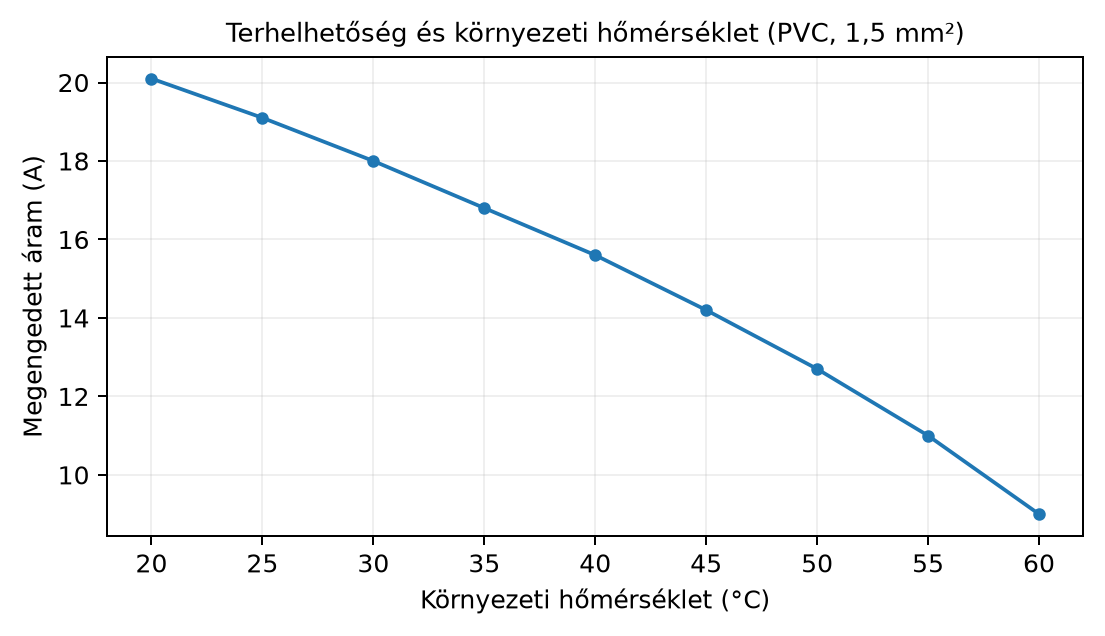 Terhelhetőség és környezeti hőmérséklet (PVC, 1,5 mm²)
Megengedett áram (A)
20
18
16
14
12
10
20 25 30 35 40 45 50 55 60
Környezeti hőmérséklet (°C)